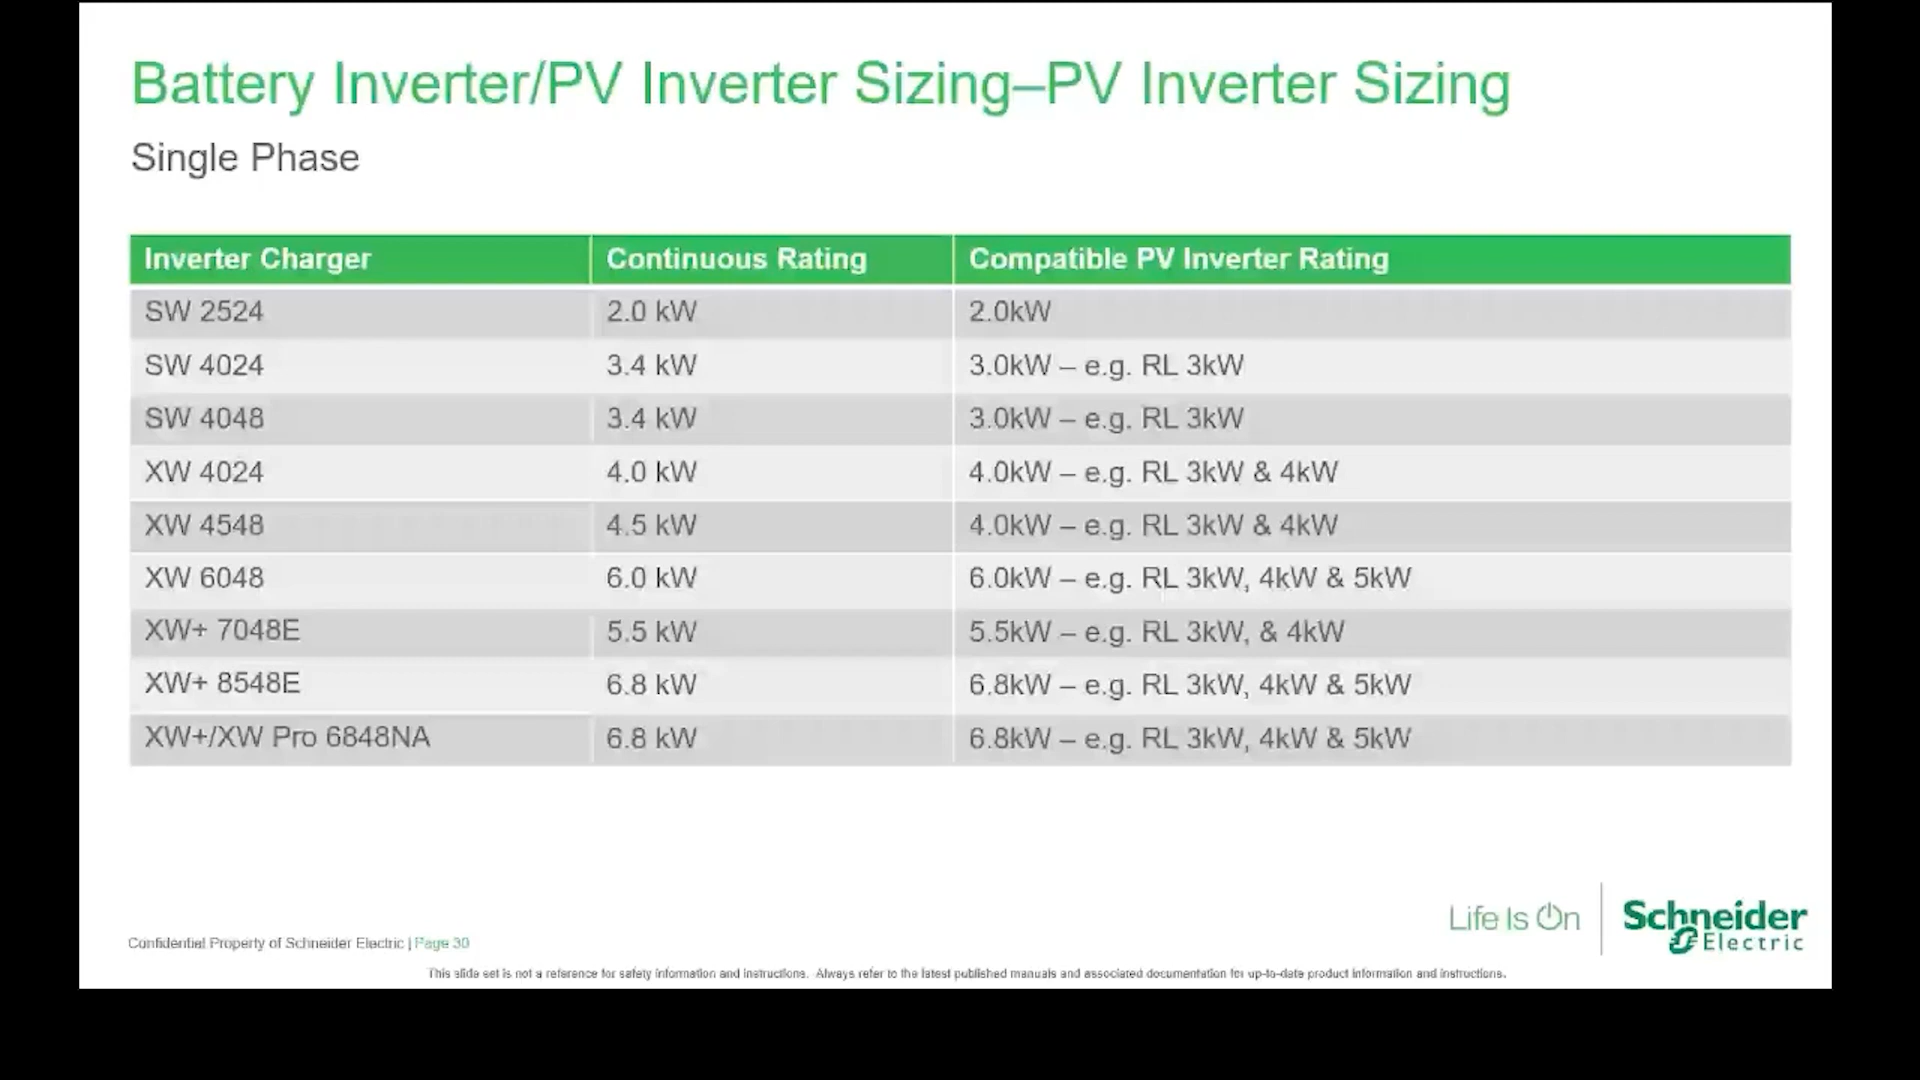 Battery Inverter/PV Inverter Sizing–PV Inverter Sizing
Single Phase
Inverter Charger Continuous Rating Compatible PV Inverter Rating
SW 2524 2.0 kW 2.0kW
SW 4024 3.4 kW 3.0kW – e.g. RL 3kW
SW 4048 3.4 kW 3.0kW – e.g. RL 3kW
XW 4024 4.0 kW 4.0kW – e.g. RL 3kW & 4kW
XW 4548 4.5 kW 4.0kW – e.g. RL 3kW & 4kW
XW 6048 6.0 kW 6.0kW – e.g. RL 3kW, 4kW & 5kW
XW+ 7048E 5.5 kW 5.5kW – e.g. RL 3kW, & 4kW
XW+ 8548E 6.8 kW 6.8kW – e.g. RL 3kW, 4kW & 5kW
XW+/XW Pro 6848NA 6.8 kW 6.8kW – e.g. RL 3kW, 4kW & 5kW
Life Is On
Schneider
Electric
Confidential Property of Schneider Electric | Page 30
This slide set is not a reference for safety information and instructions. Always refer to the latest published manuals and associated documentation for up-to-date product information and instructions.